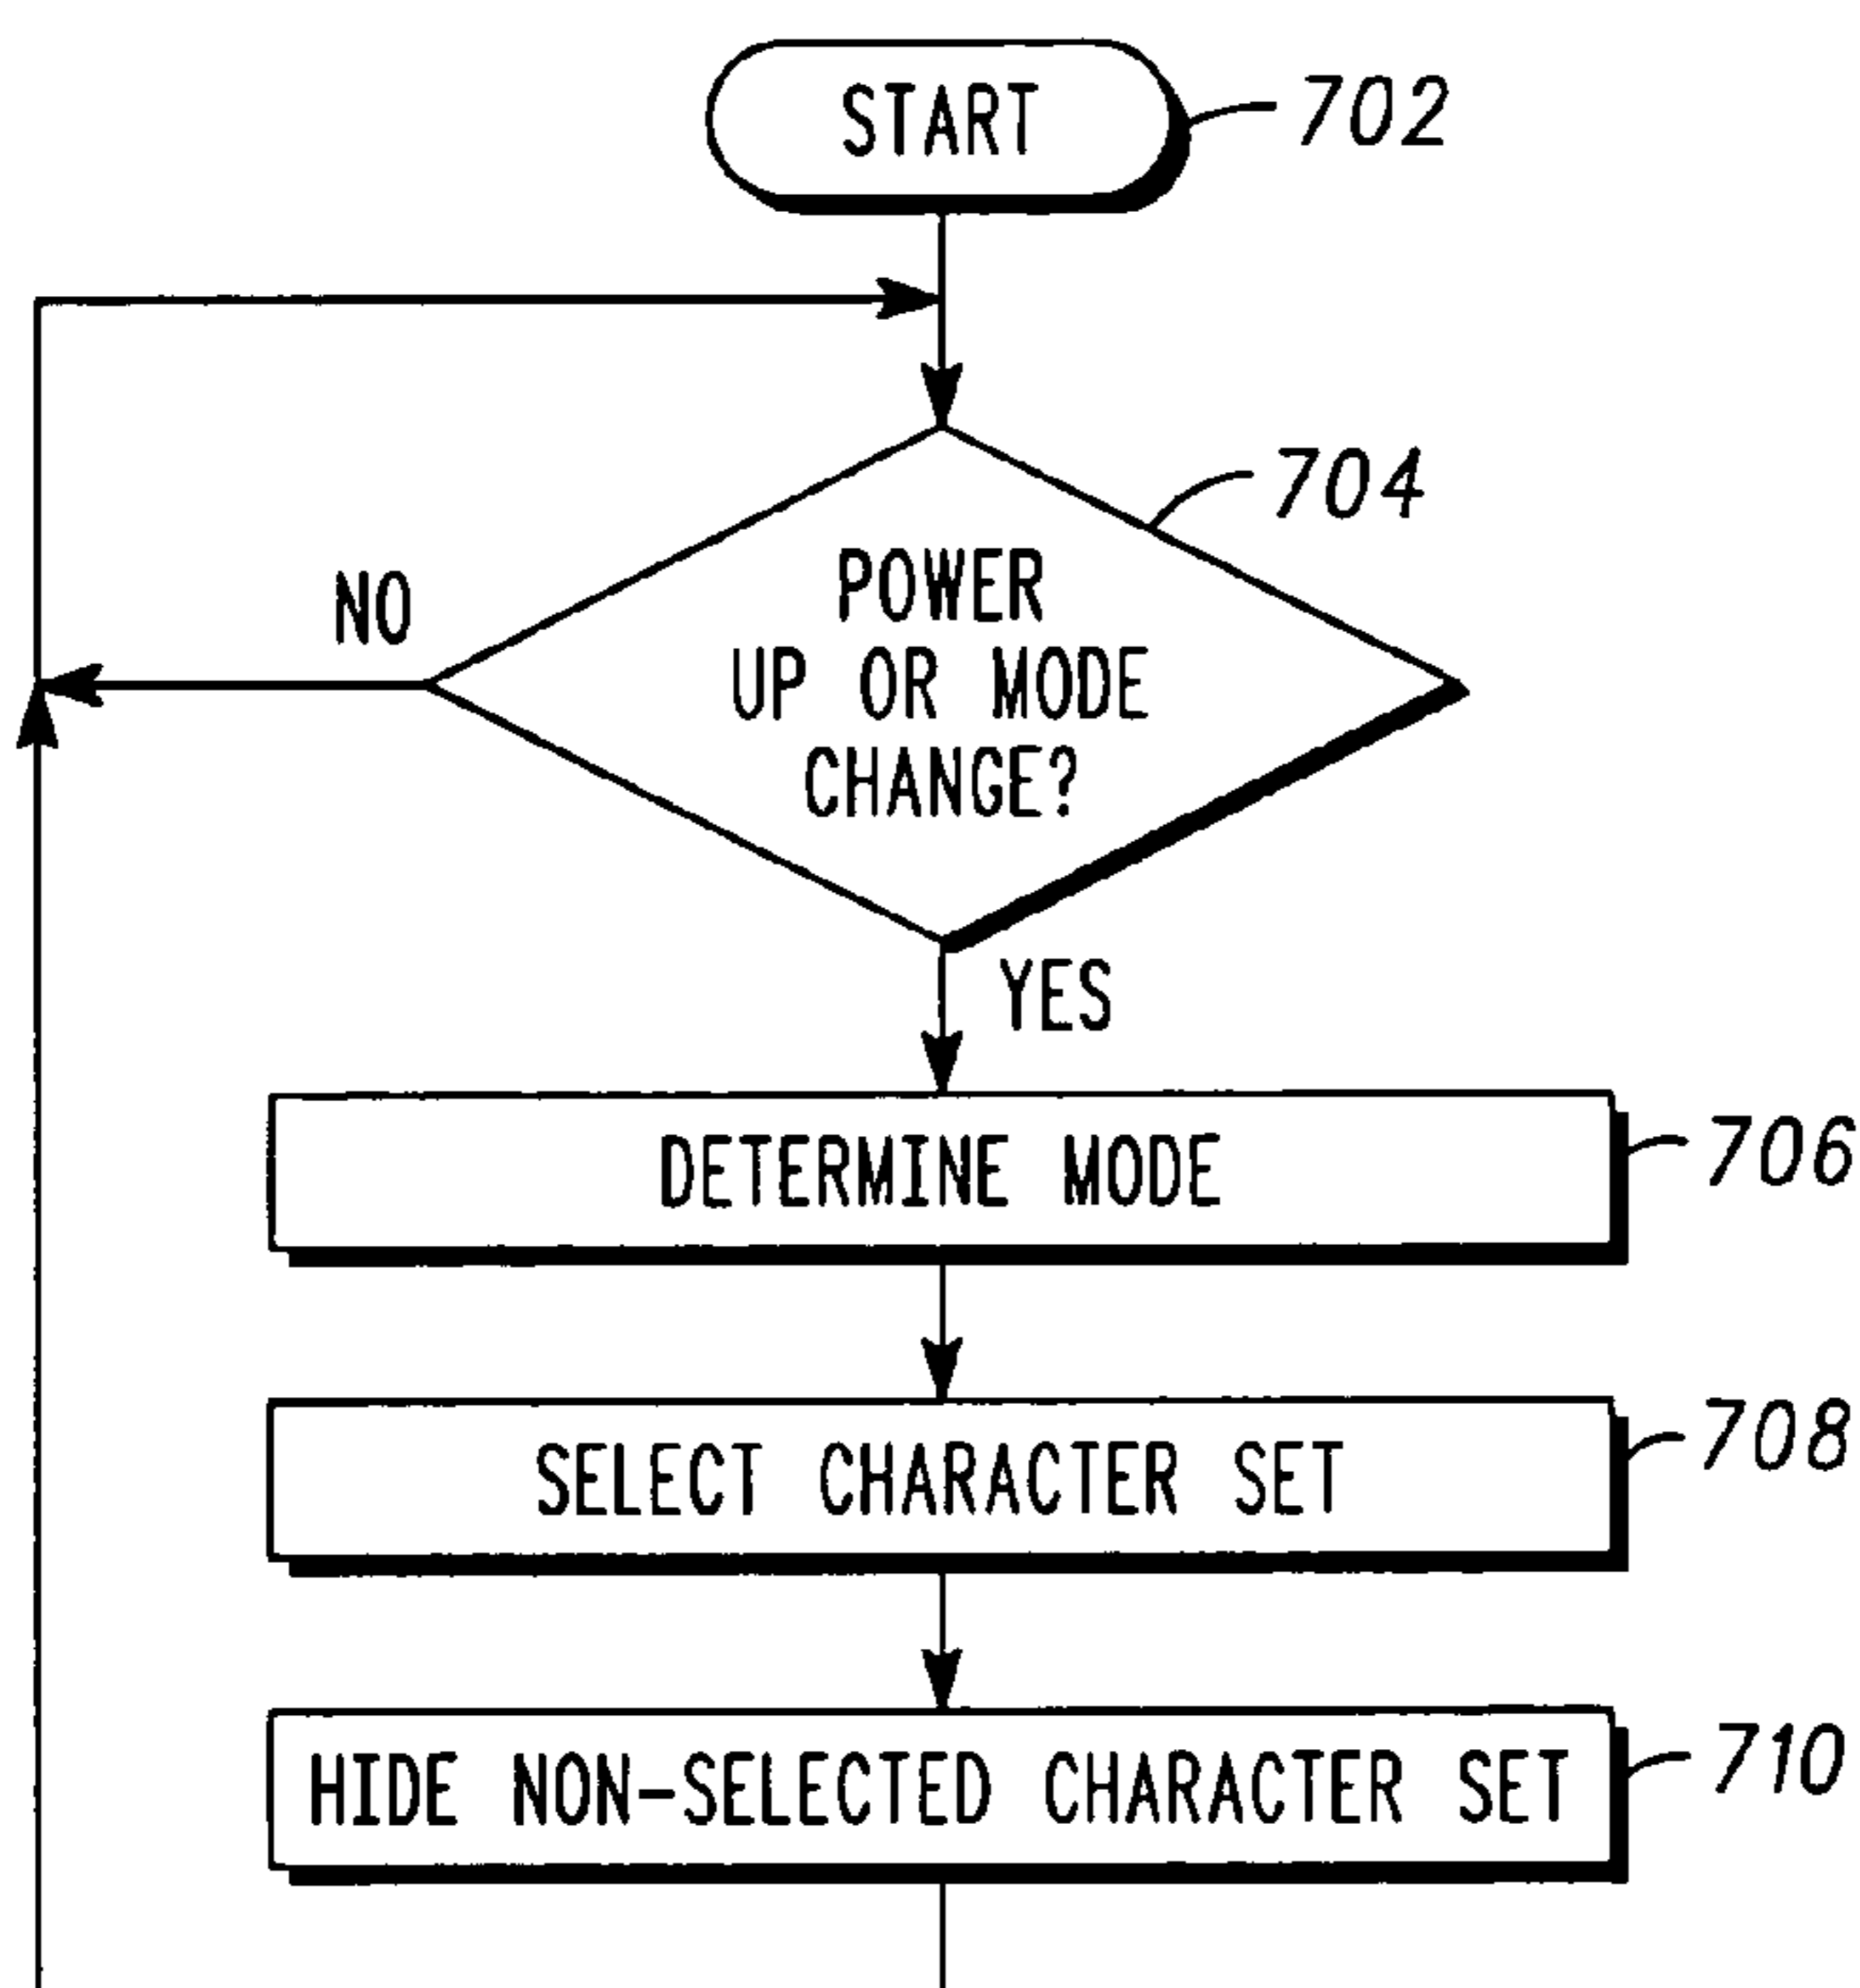 START
702
704
POWER
UP OR MODE
CHANGE?
NO
YES
DETERMINE MODE
706
SELECT CHARACTER SET
708
HIDE NON-SELECTED CHARACTER SET
710